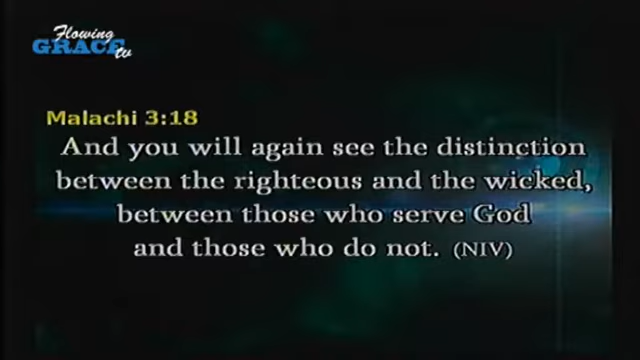 Flowing
GRACE tv
Malachi 3:18
And you will again see the distinction
between the righteous and the wicked,
between those who serve God
and those who do not. (NIV)